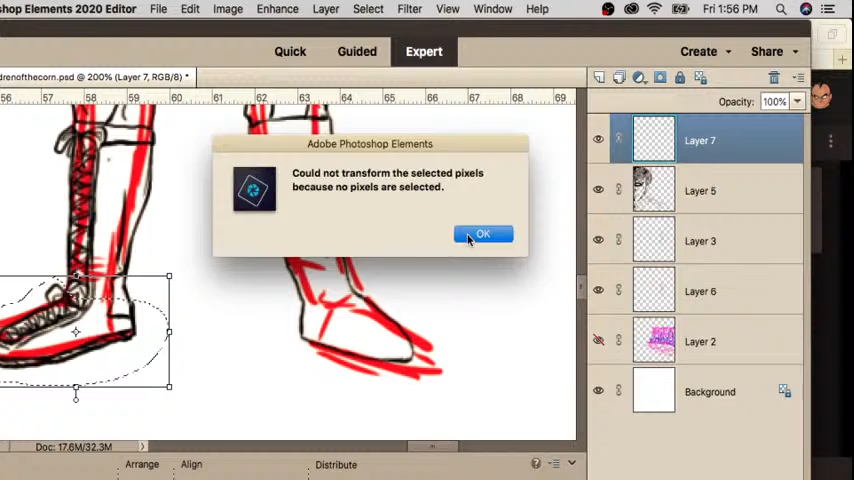 shop Elements 2020 Editor File Edit Image Enhance Layer Select Filter View Window Help Fri 1:56 PM
Quick Guided Expert Create Share
drenofthecorn.psd @ 200% (Layer 7, RGB/8) *
56 57 58 59 60 62 63 64 65 66 67 68 69
Opacity: 100%
Adobe Photoshop Elements
Layer 7
Could not transform the selected pixels
because no pixels are selected.
Layer 5
OK
Layer 3
Layer 6
Layer 2
Background
Doc: 17.6M/32.3M
Arrange Align Distribute